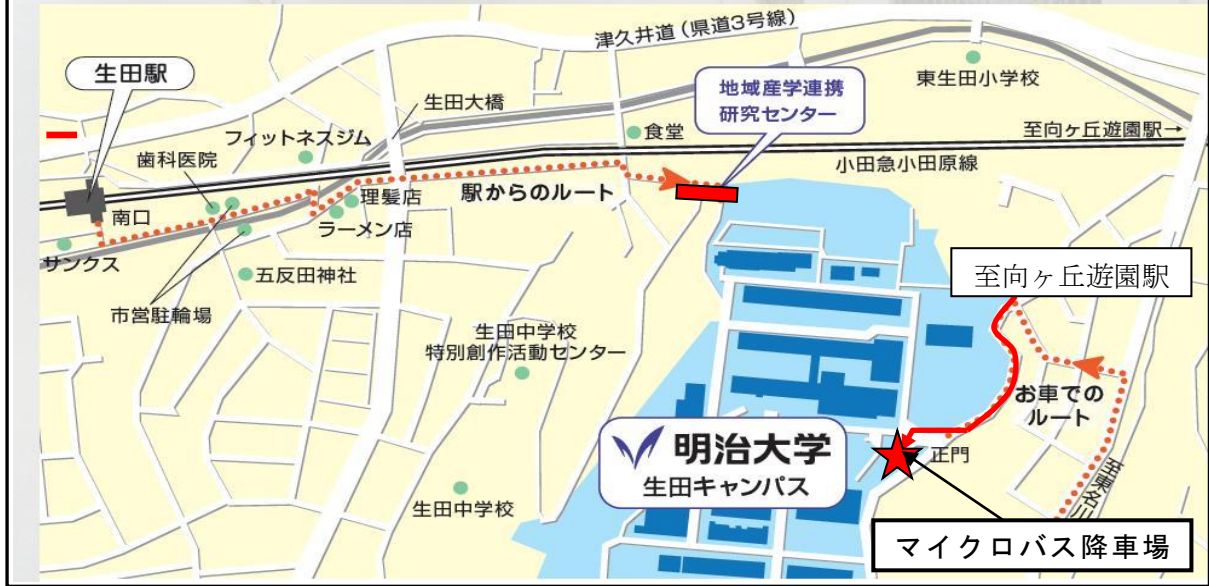 津久井道（県道3号線）
生田駅
東生田小学校
地域産学連携
研究センター
生田大橋
フィットネスジム
食堂
至向ヶ丘遊園駅→
歯科医院
小田急小田原線
理髪店
駅からのルート
南口
ラーメン店
サンクス
五反田神社
至向ヶ丘遊園駅
市営駐輪場
生田中学校
特別創作活動センター
お車での
ルート
明治大学
生田キャンパス
正門
至東名川
生田中学校
マイクロバス降車場